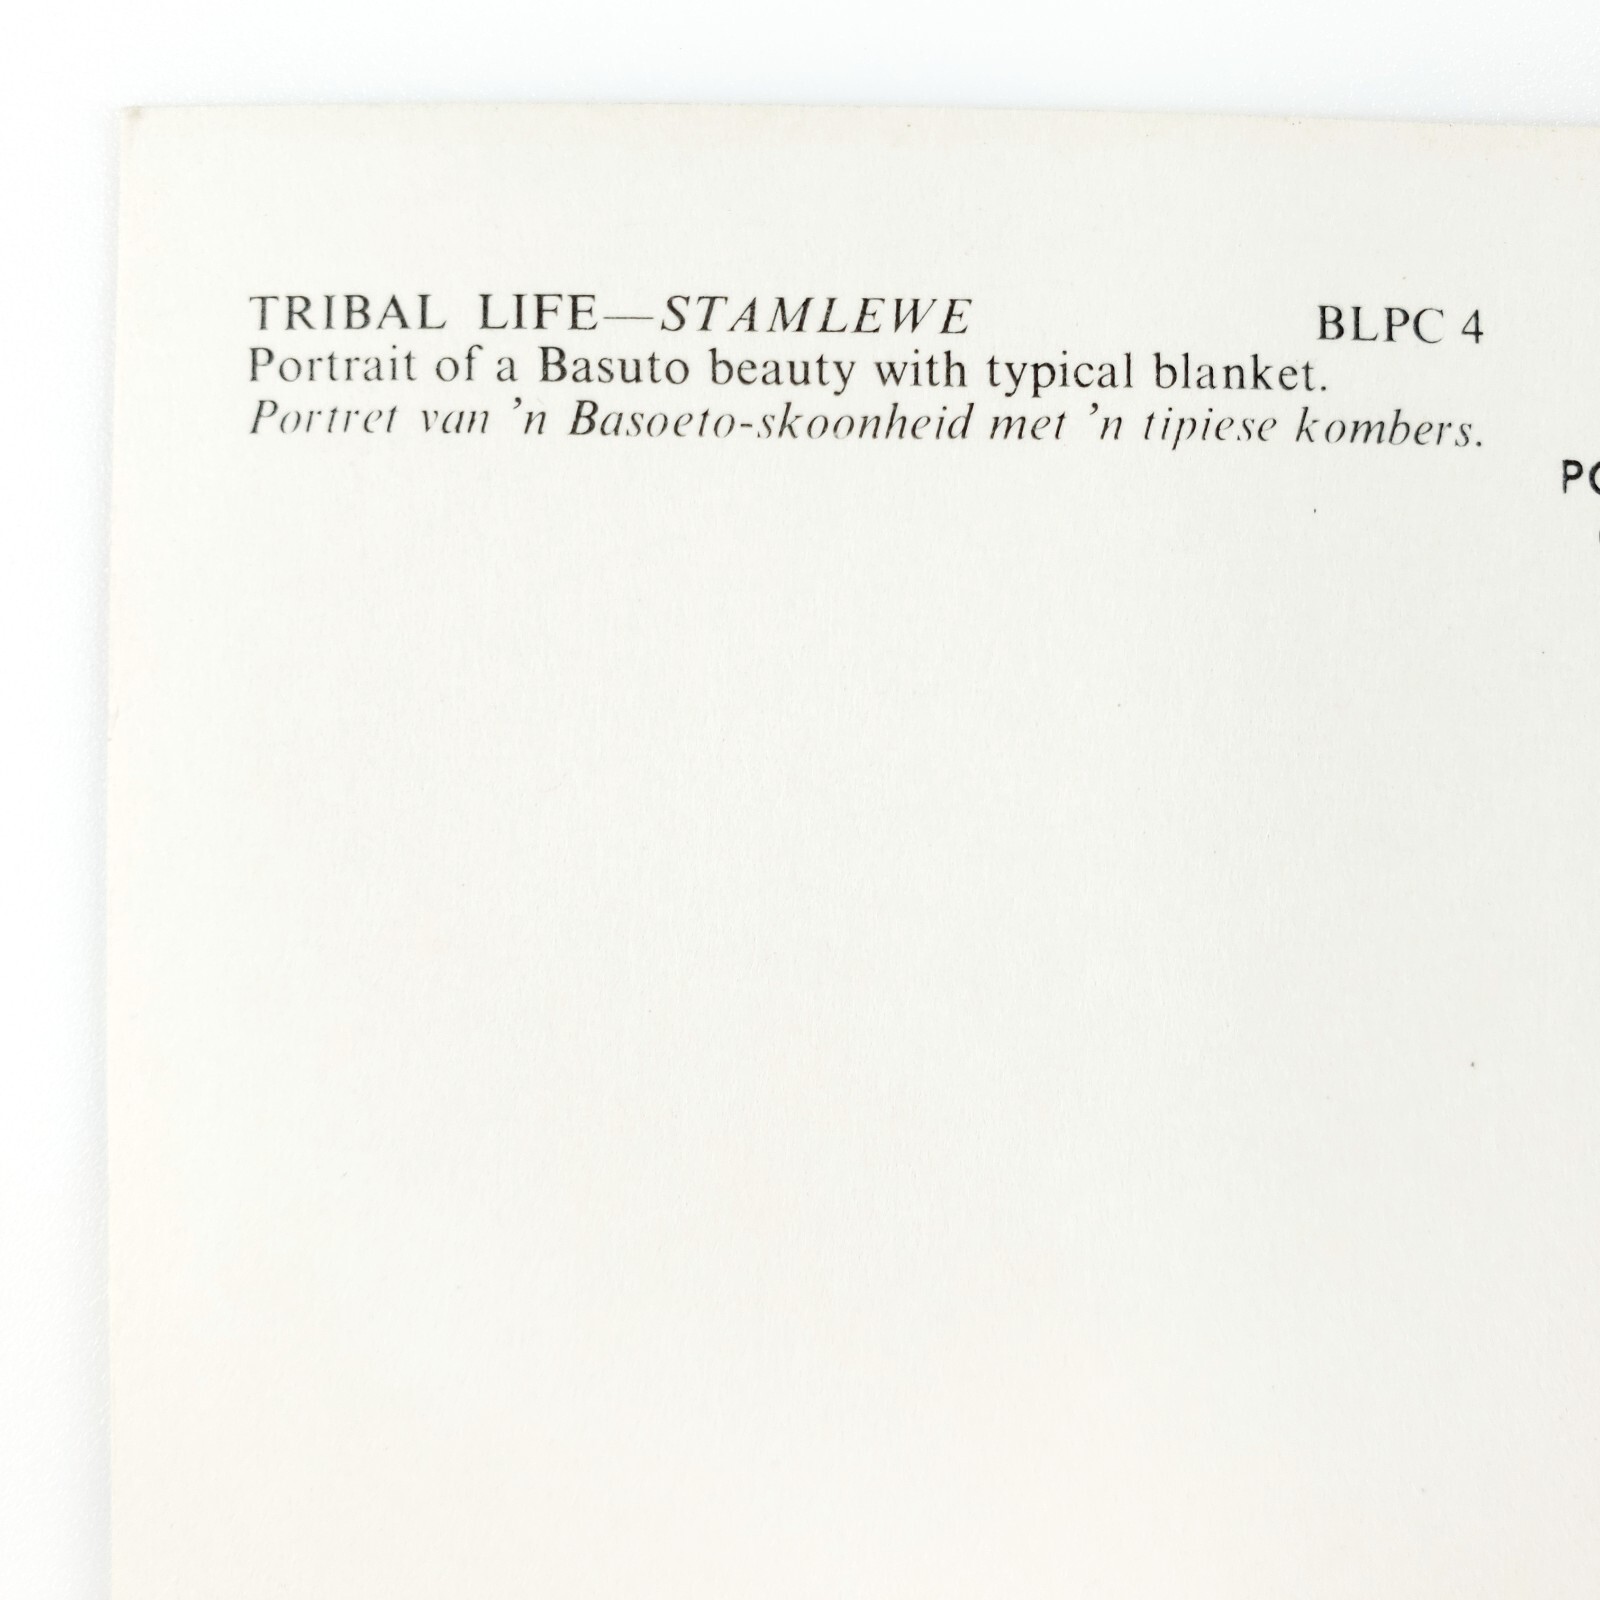 TRIBAL LIFE—STAMLEWE BLPC 4
Portrait of a Basuto beauty with typical blanket.
Portret van 'n Basoeto-skoonheid met 'n tipiese kombers.